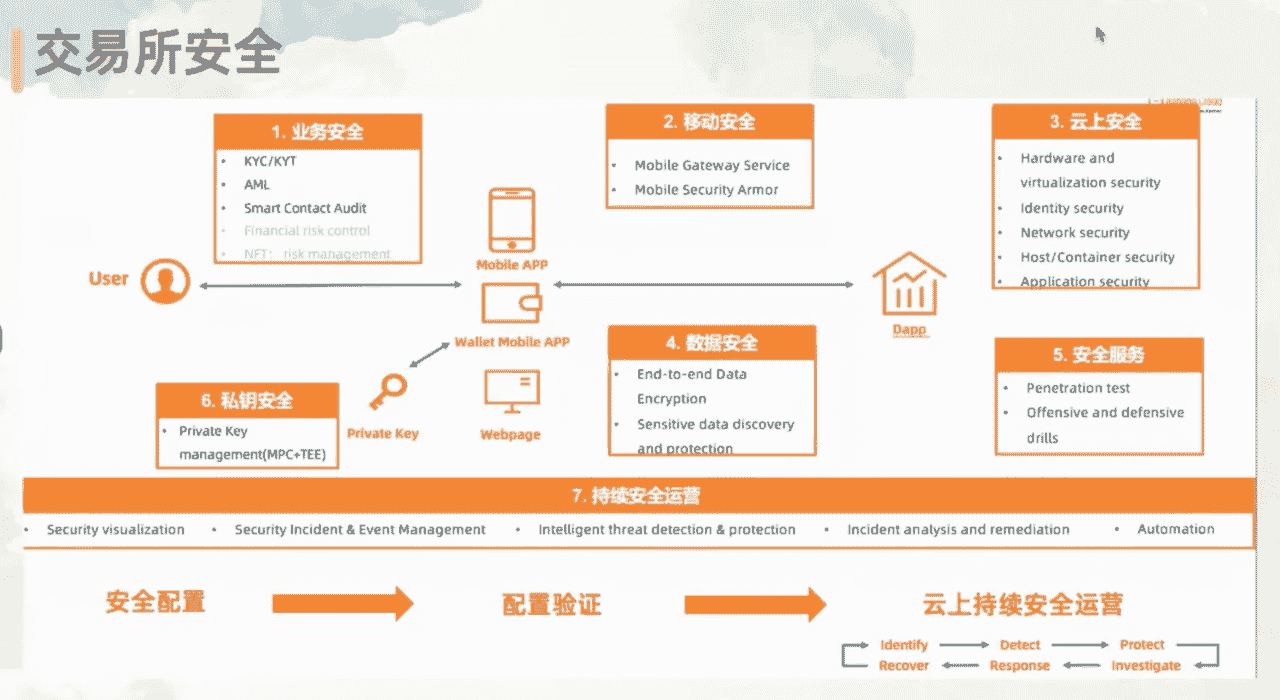 交易所安全
1. 业务安全
• KYC/KYT
• AML
• Smart Contact Audit
• Financial risk control
• NFT: risk management
2. 移动安全
• Mobile Gateway Service
• Mobile Security Armor
3. 云上安全
• Hardware and
virtualization security
• Identity security
• Network security
• Host/Container security
• Application security
User
Mobile APP
Wallet Mobile APP
Dapp
4. 数据安全
• End-to-end Data
Encryption
• Sensitive data discovery
and protection
5. 安全服务
• Penetration test
• Offensive and defensive
drills
6. 私钥安全
• Private Key
management(MPC+TEE)
Private Key
Webpage
7. 持续安全运营
• Security visualization • Security Incident & Event Management • Intelligent threat detection & protection • Incident analysis and remediation • Automation
安全配置 配置验证 云上持续安全运营
Identify Detect Protect
Recover Response Investigate